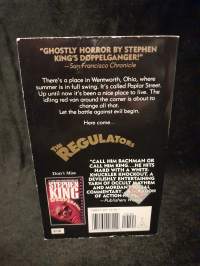 "GHOSTLY HORROR BY STEPHEN
KING'S DOPPELGANGER!"
—San Francisco Chronicle
There's a place in Wentworth, Ohio, where
summer is in full swing. It's called Poplar Street.
Up until now it's been a nice place to live. The
idling red van around the corner is about to change
all that.
Let the battle against evil begin.
Here come...
THE
REGULATORS
Don't Miss
STEPHEN
KING
"CALL HIM BACHMAN OR
CALL HIM KING... HE HITS
HARD WITH A WHITE-
KNUCKLER KNOCKOUT. A
DEVILISHLY ENTERTAINING
YARN OF OCCULT MAYHEM
AND MORDANT SOCIAL
COMMENTARY.
OF ACTION
—Publishers